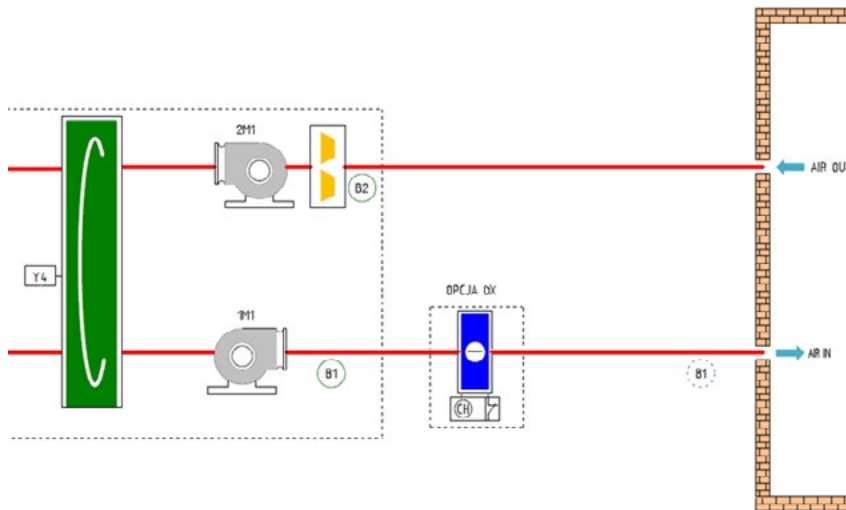 2M1
B2
AIR OU
Y4
OPCJA DX
1M1
B1
B1
AIR IN
CH